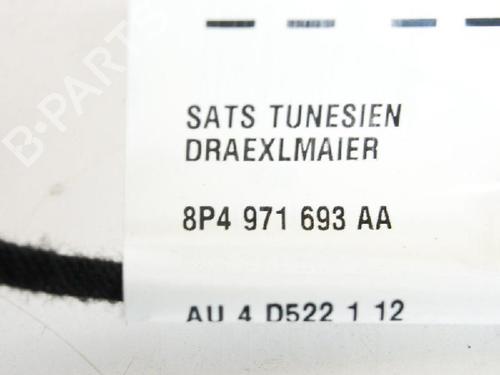 B-PARTS
SATS TUNESIEN
DRAEXLMAIER
8P4 971 693 AA
AU 4 D522 1 12